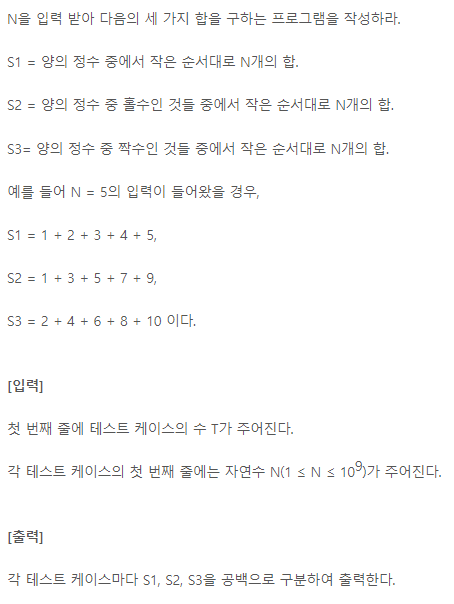 N을 입력 받아 다음의 세 가지 합을 구하는 프로그램을 작성하라.
S1 = 양의 정수 중에서 작은 순서대로 N개의 합.
S2 = 양의 정수 중 홀수인 것들 중에서 작은 순서대로 N개의 합.
S3= 양의 정수 중 짝수인 것들 중에서 작은 순서대로 N개의 합.
예를 들어 N = 5의 입력이 들어왔을 경우,
S1 = 1 + 2 + 3 + 4 + 5,
S2 = 1 + 3 + 5 + 7 + 9,
S3 = 2 + 4 + 6 + 8 + 10 이다.
[입력]
첫 번째 줄에 테스트 케이스의 수 T가 주어진다.
각 테스트 케이스의 첫 번째 줄에는 자연수 N(1 ≤ N ≤ 10⁹)가 주어진다.
[출력]
각 테스트 케이스마다 S1, S2, S3을 공백으로 구분하여 출력한다.